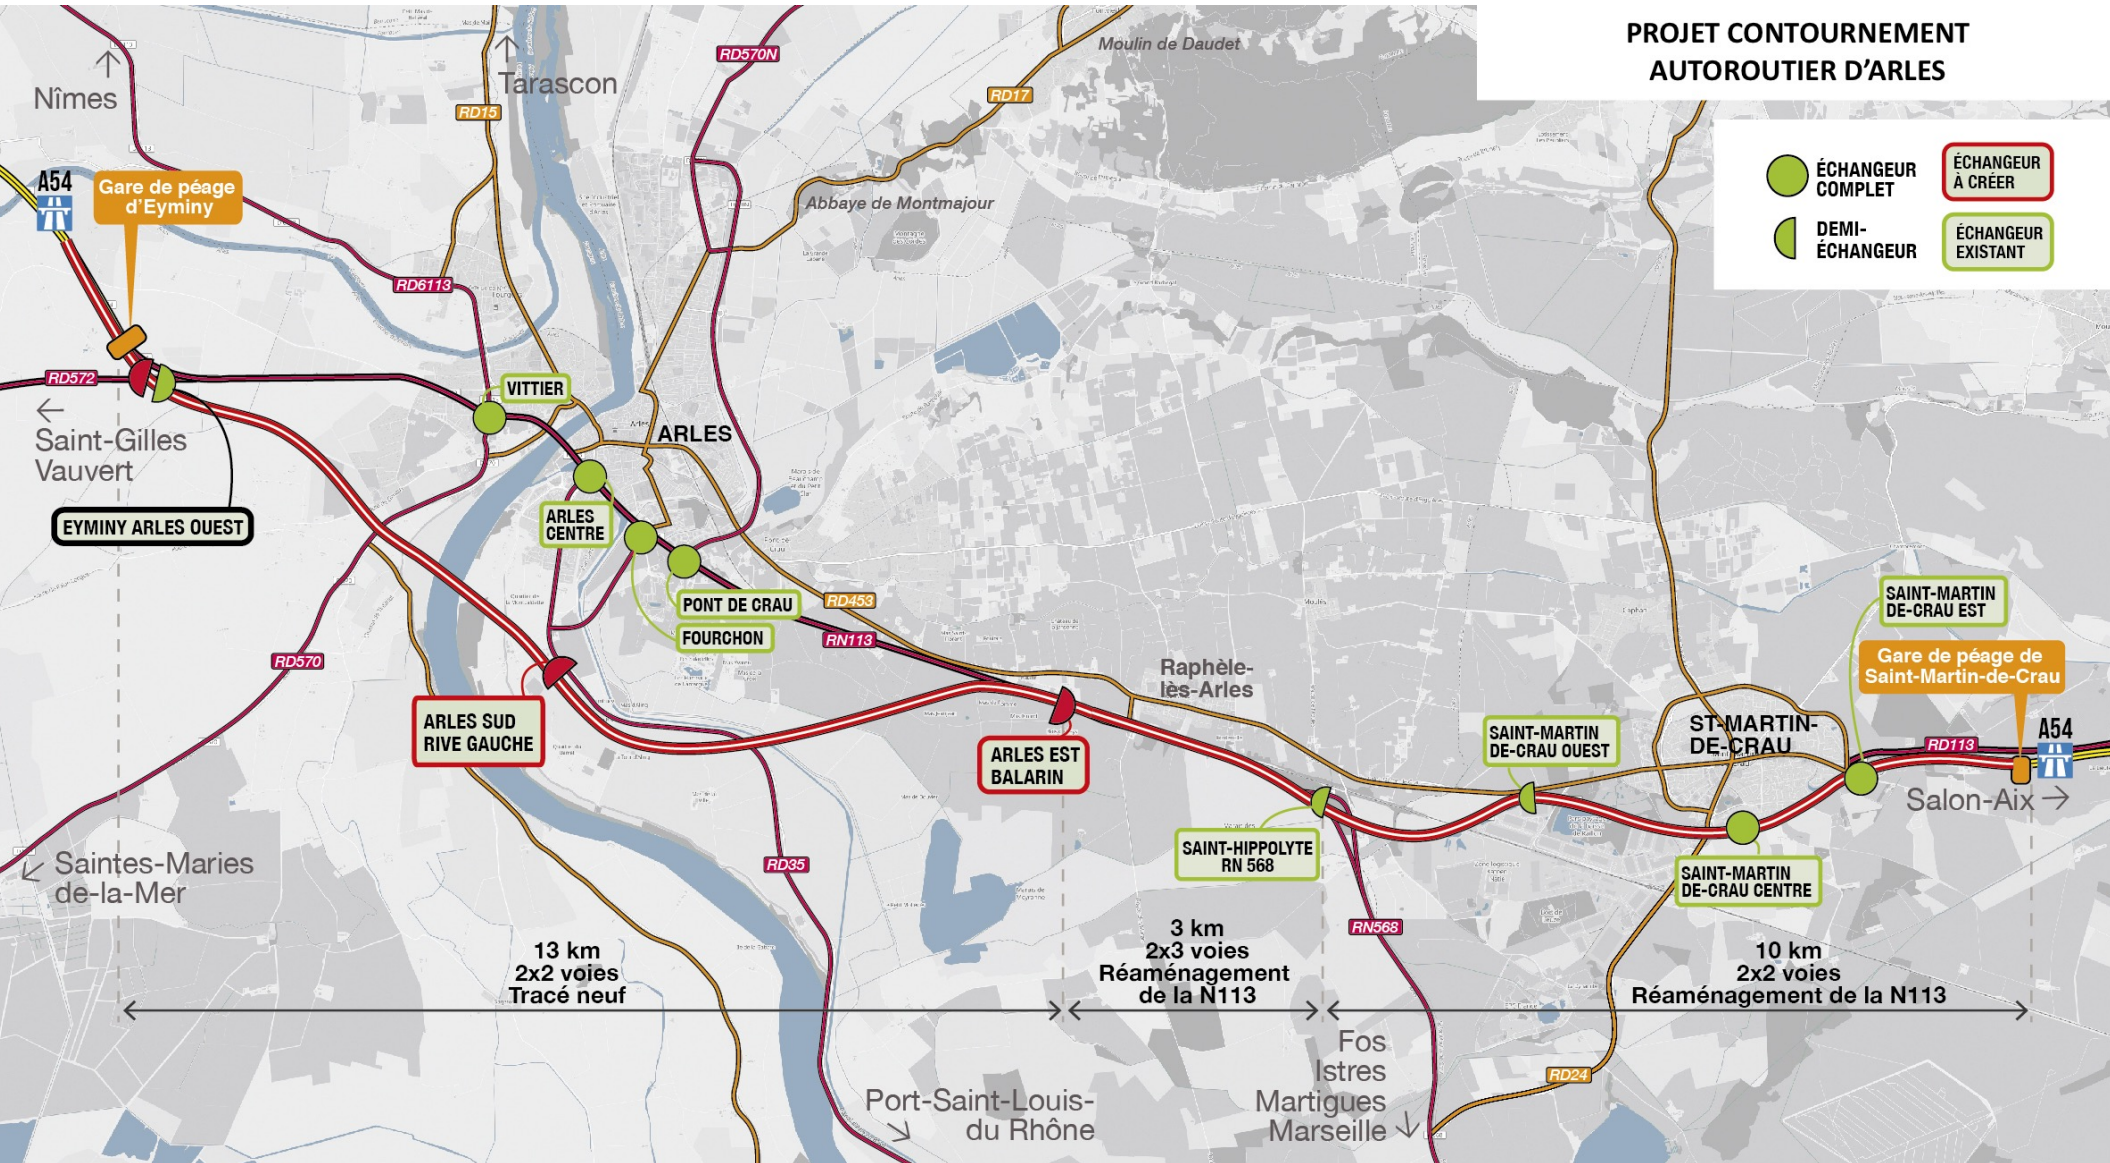 PROJET CONTOURNEMENT
AUTOROUTIER D'ARLES
ÉCHANGEUR
COMPLET
ÉCHANGEUR
À CRÉER
DEMI-
ÉCHANGEUR
ÉCHANGEUR
EXISTANT
Nîmes
Tarascon
RD570N
Moulin de Daudet
RD17
RD15
A54
Gare de péage
d'Eyminy
Abbaye de Montmajour
RD6113
RD572
VITTIER
Saint-Gilles
Vauvert
ARLES
EYMINY ARLES OUEST
ARLES
CENTRE
PONT DE CRAU
FOURCHON
RD453
RN113
RD570
Raphèle-
lès-Arles
ARLES SUD
RIVE GAUCHE
ARLES EST
BALARIN
SAINT-MARTIN
DE-CRAU EST
Gare de péage de
Saint-Martin-de-Crau
SAINT-MARTIN
DE-CRAU OUEST
ST-MARTIN-
DE-CRAU
RD113
A54
Salon-Aix
SAINT-HIPPOLYTE
RN 568
SAINT-MARTIN
DE-CRAU CENTRE
Saintes-Maries
de-la-Mer
RD35
RN568
13 km
2x2 voies
Tracé neuf
3 km
2x3 voies
Réaménagement
de la N113
10 km
2x2 voies
Réaménagement de la N113
Fos
Istres
Martigues
Marseille
RD24
Port-Saint-Louis-
du Rhône